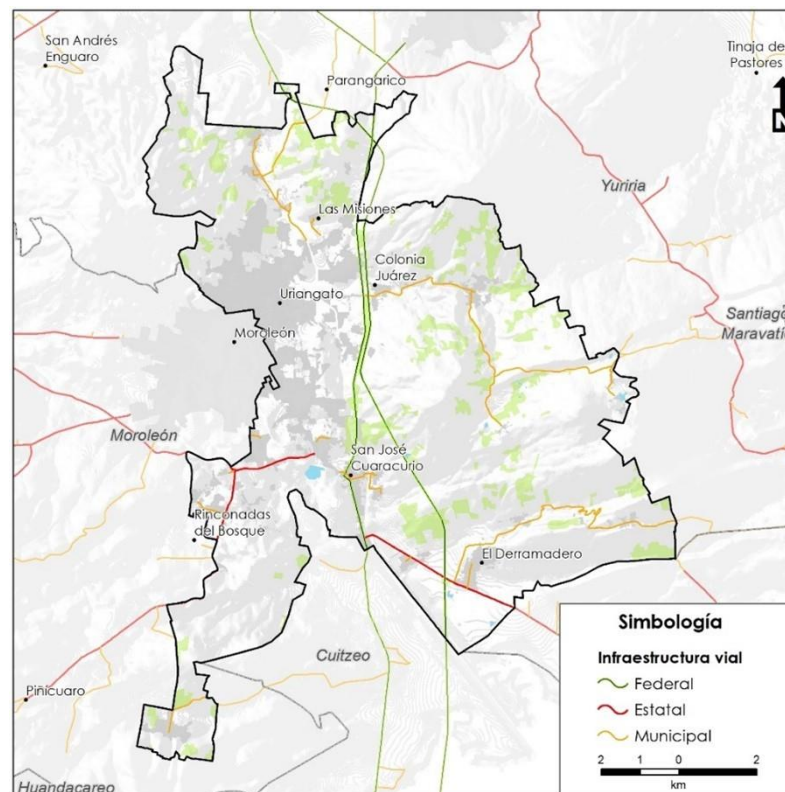 San Andrés
Enguaro
Parangarico
Tinaja de
Pastores
N
Yuriria
Las Misiones
Colonia
Juárez
Uriangato
Santiago
Maravatío
Moroleón
Moroleón
San José
Cuaracurio
Rinconadas
del Bosque
El Derramadero
Cuitzeo
Piñícuaro
Huandacareo
Simbología
Infraestructura vial
Federal
Estatal
Municipal
2 1 0 2
km